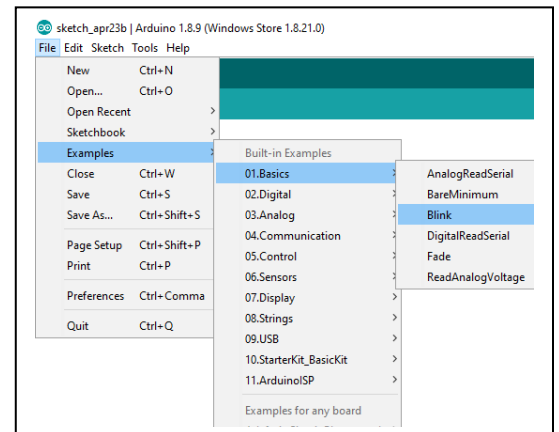 sketch_apr23b | Arduino 1.8.9 (Windows Store 1.8.21.0)
File Edit Sketch Tools Help
New Ctrl+N
Open... Ctrl+O
Open Recent
Sketchbook
Examples
Close Ctrl+W
Save Ctrl+S
Save As... Ctrl+Shift+S
Page Setup Ctrl+Shift+P
Print Ctrl+P
Preferences Ctrl+Comma
Quit Ctrl+Q
Built-in Examples
01.Basics
02.Digital
03.Analog
04.Communication
05.Control
06.Sensors
07.Display
08.Strings
09.USB
10.StarterKit_BasicKit
11.ArduinoISP
Examples for any board
AnalogReadSerial
BareMinimum
Blink
DigitalReadSerial
Fade
ReadAnalogVoltage